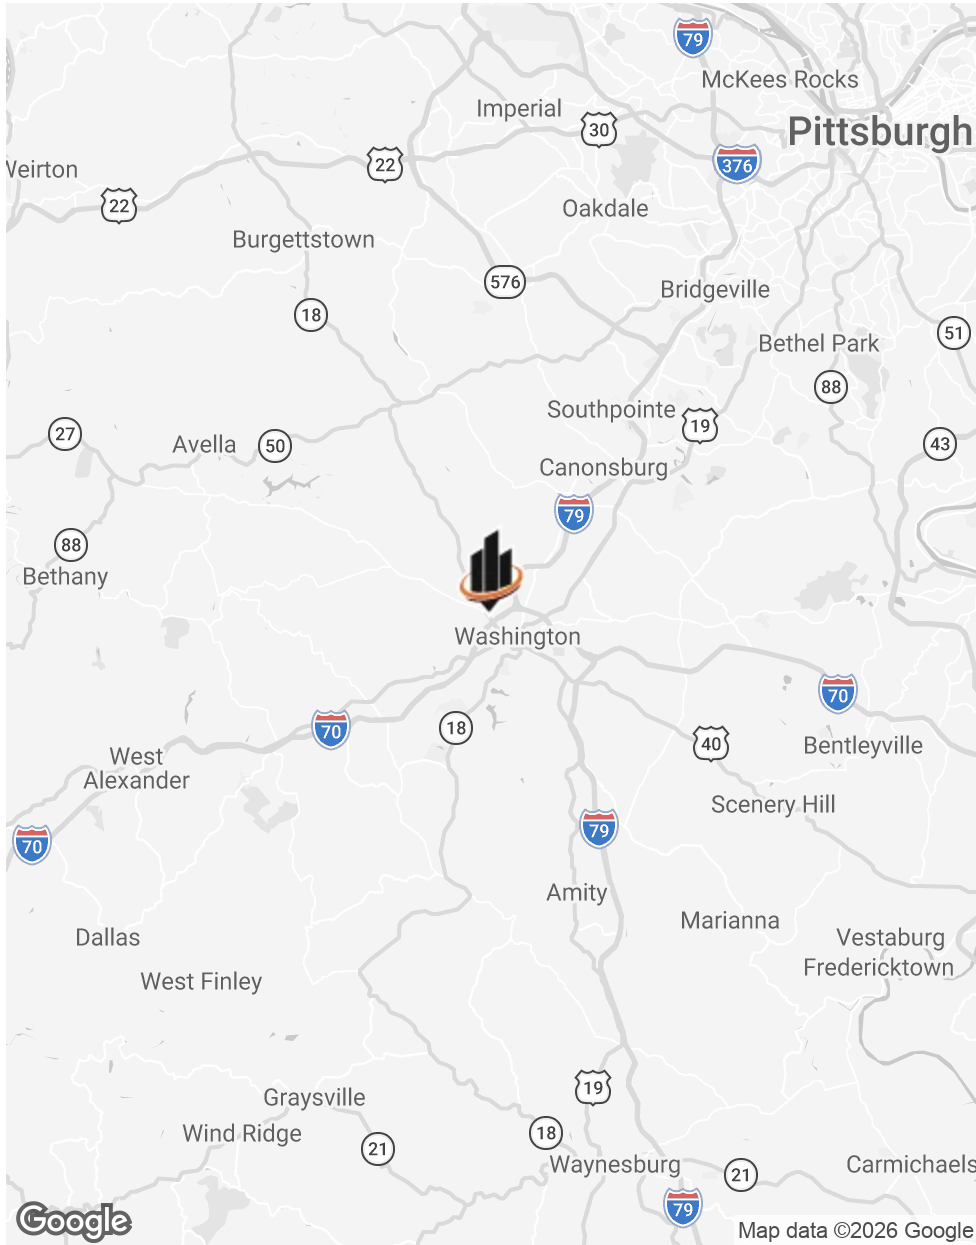 79
McKees Rocks
Imperial
30
Pittsburgh
22
376
Weirton
22
Oakdale
Burgettstown
576
Bridgeville
18
51
Bethel Park
88
Southpointe
19
27
Avella
50
43
Canonsburg
79
88
Bethany
Washington
70
70
18
40
Bentleyville
West
Alexander
Scenery Hill
79
70
Amity
Marianna
Dallas
Vestaburg
Fredericktown
West Finley
19
Graysville
Wind Ridge
18
21
Waynesburg
21
Carmichaels
79
Google
Map data ©2026 Google